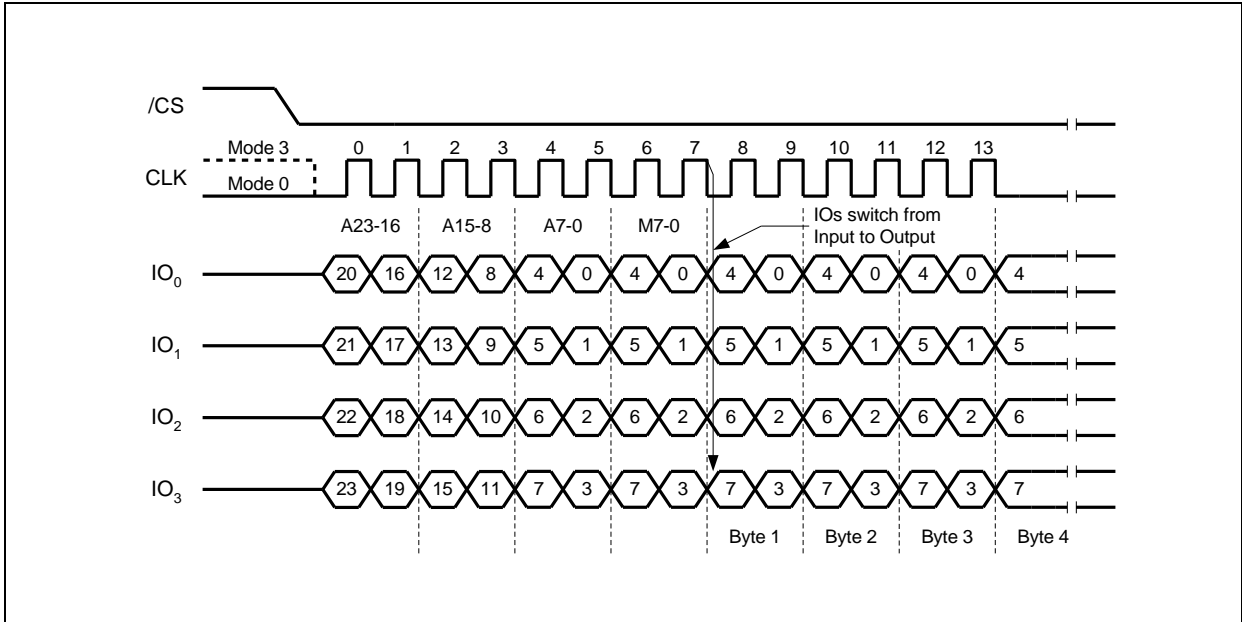 /CS
Mode 3 0 1 2 3 4 5 6 7 8 9 10 11 12 13
CLK
Mode 0
A23-16 A15-8 A7-0 M7-0 IOs switch from
Input to Output
IO0 20 16 12 8 4 0 4 0 4 0 4 0 4 0 4
IO1 21 17 13 9 5 1 5 1 5 1 5 1 5 1 5
IO2 22 18 14 10 6 2 6 2 6 2 6 2 6 2 6
IO3 23 19 15 11 7 3 7 3 7 3 7 3 7 3 7
Byte 1 Byte 2 Byte 3 Byte 4